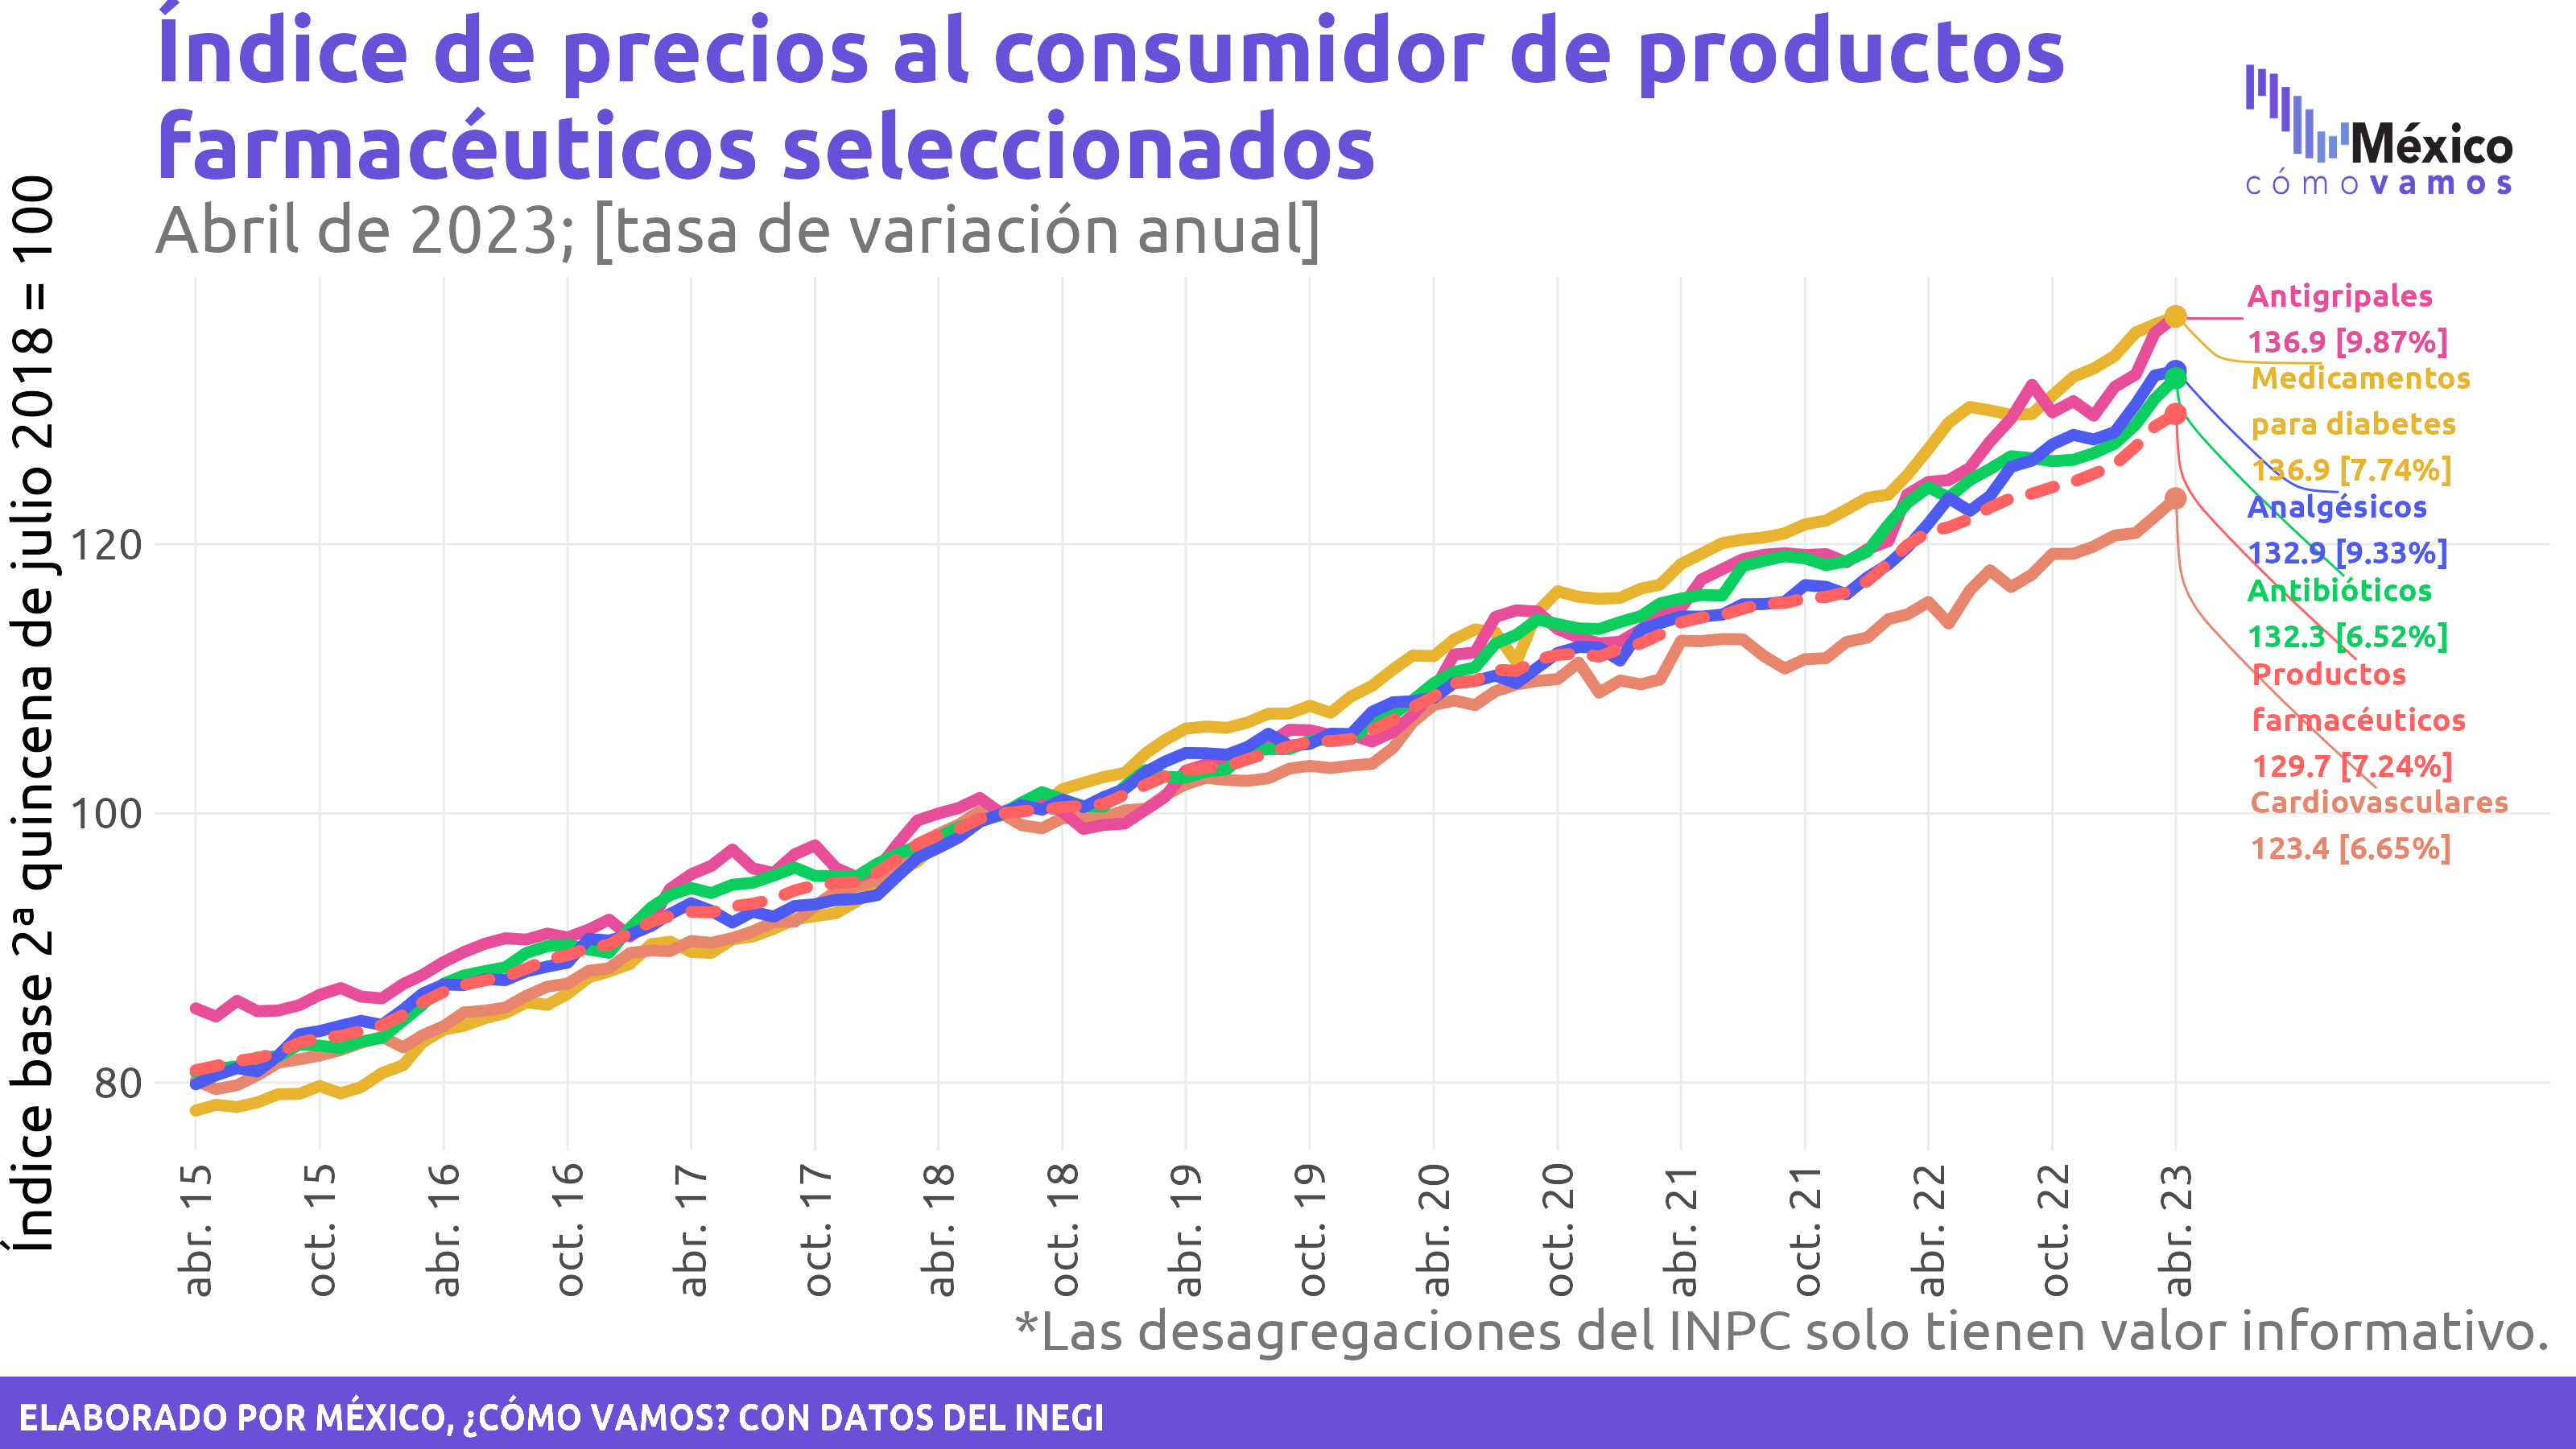 Índice de precios al consumidor de productos
farmacéuticos seleccionados
Abril de 2023; [tasa de variación anual]
México
cómo vamos
Índice base 2ª quincena de julio 2018 = 100
120
100
80
Antigripales
136.9 [9.87%]
Medicamentos
para diabetes
136.9 [7.74%]
Analgésicos
132.9 [9.33%]
Antibióticos
132.3 [6.52%]
Productos
farmacéuticos
129.7 [7.24%]
Cardiovasculares
123.4 [6.65%]
abr. 15
oct. 15
abr. 16
oct. 16
abr. 17
oct. 17
abr. 18
oct. 18
abr. 19
oct. 19
abr. 20
oct. 20
abr. 21
oct. 21
abr. 22
oct. 22
abr. 23
*Las desagregaciones del INPC solo tienen valor informativo.
ELABORADO POR MÉXICO, ¿CÓMO VAMOS? CON DATOS DEL INEGI